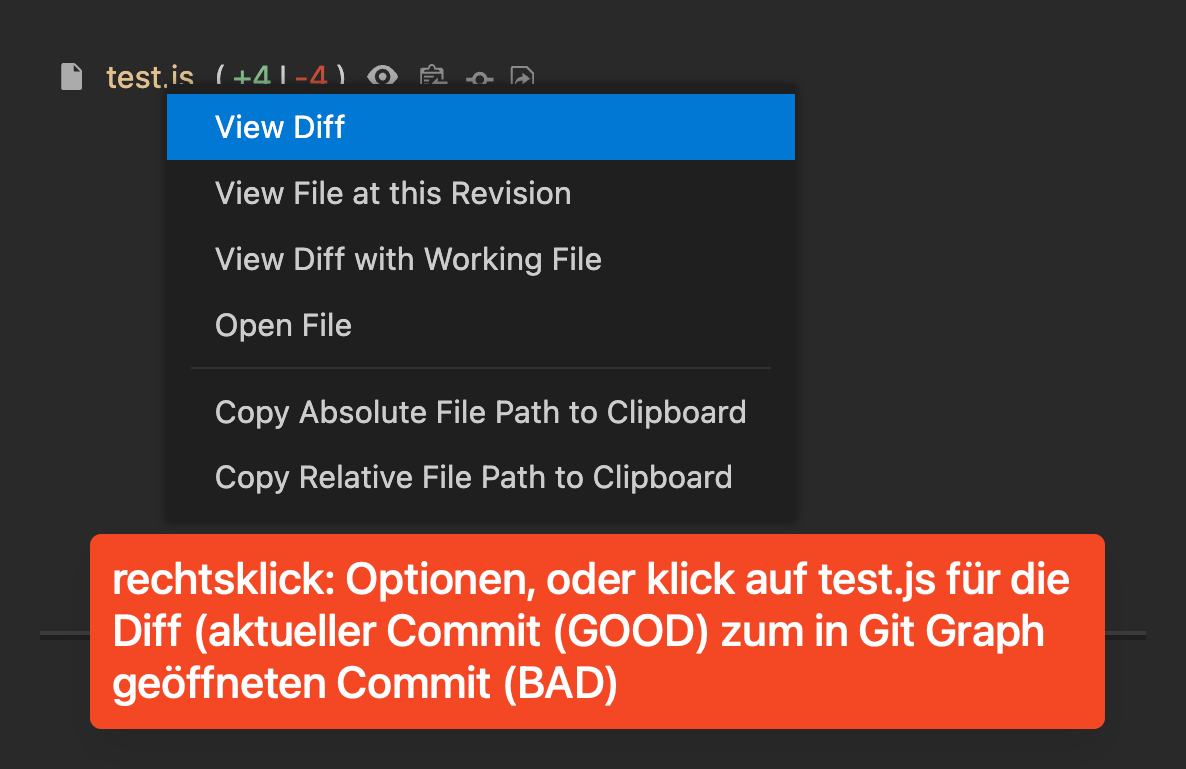 test.js ( +4 | -4 )
View Diff
View File at this Revision
View Diff with Working File
Open File
Copy Absolute File Path to Clipboard
Copy Relative File Path to Clipboard
rechtsklick: Optionen, oder klick auf test.js für die
Diff (aktueller Commit (GOOD) zum in Git Graph
geöffneten Commit (BAD)